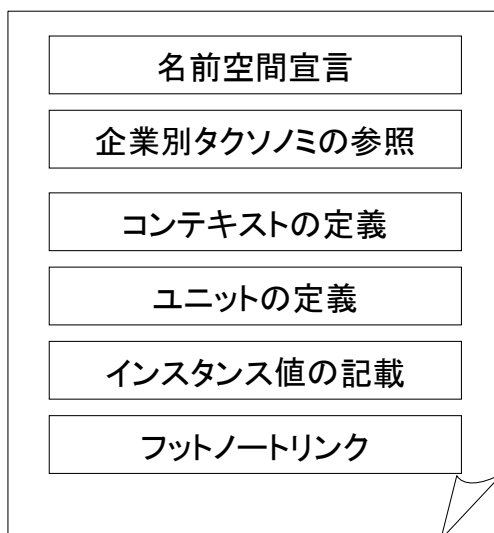 名前空間宣言
企業別タクソノミの参照
コンテキストの定義
ユニットの定義
インスタンス値の記載
フットノートリンク